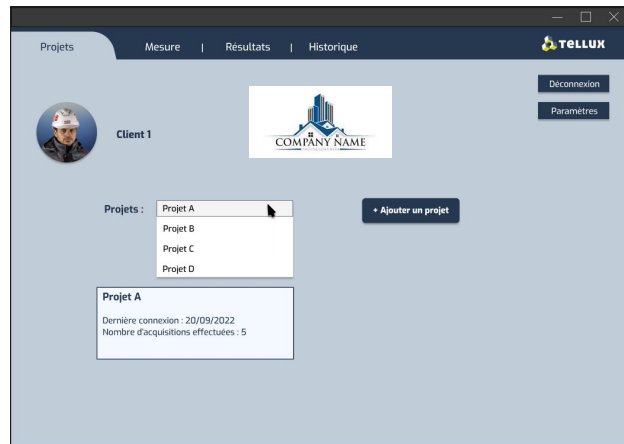 Projets Mesure | Résultats | Historique TELLUX
Déconnexion
Paramètres
Client 1
COMPANY NAME
Projets : Projet A + Ajouter un projet
Projet B
Projet C
Projet D
Projet A
Dernière connexion : 20/09/2022
Nombre d'acquisitions effectuées : 5